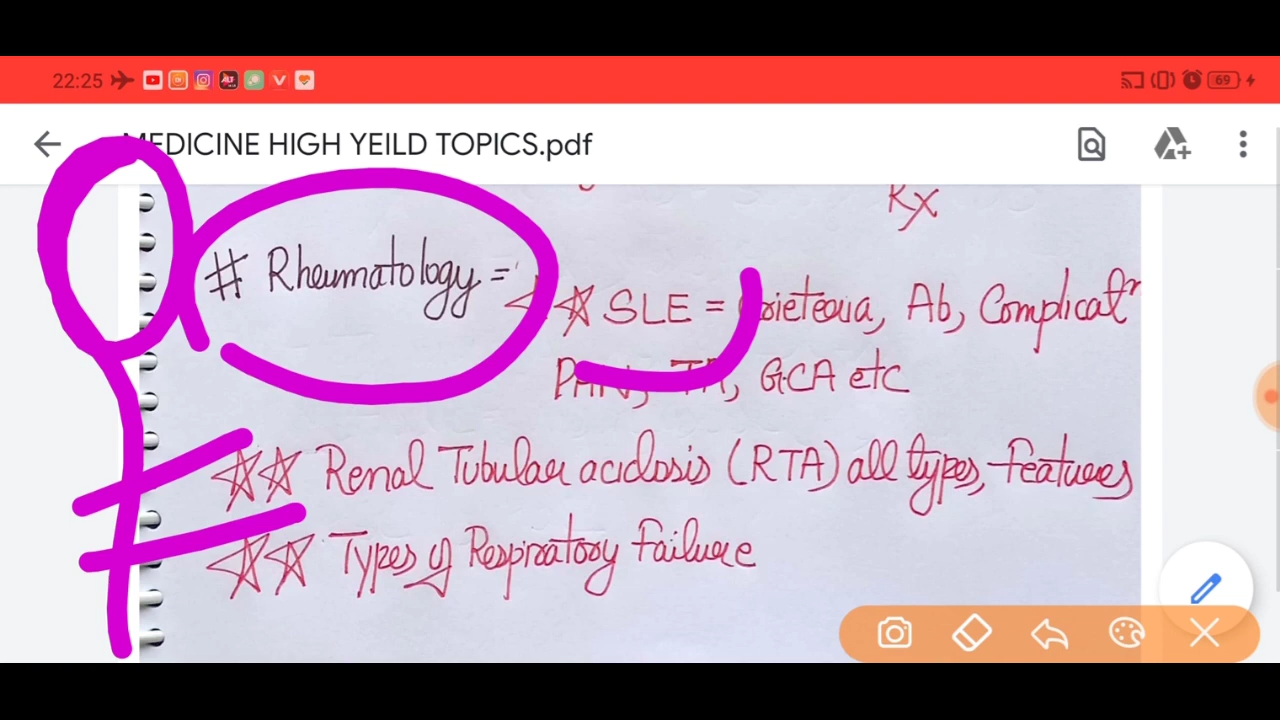 22:25 69
MEDICINE HIGH YEILD TOPICS.pdf
Rx
# Rheumatology =
SLE = Ab, Complicatn
GCA etc
Renal Tubular acidosis (RTA) all types, features
Types of Respiratory Failure